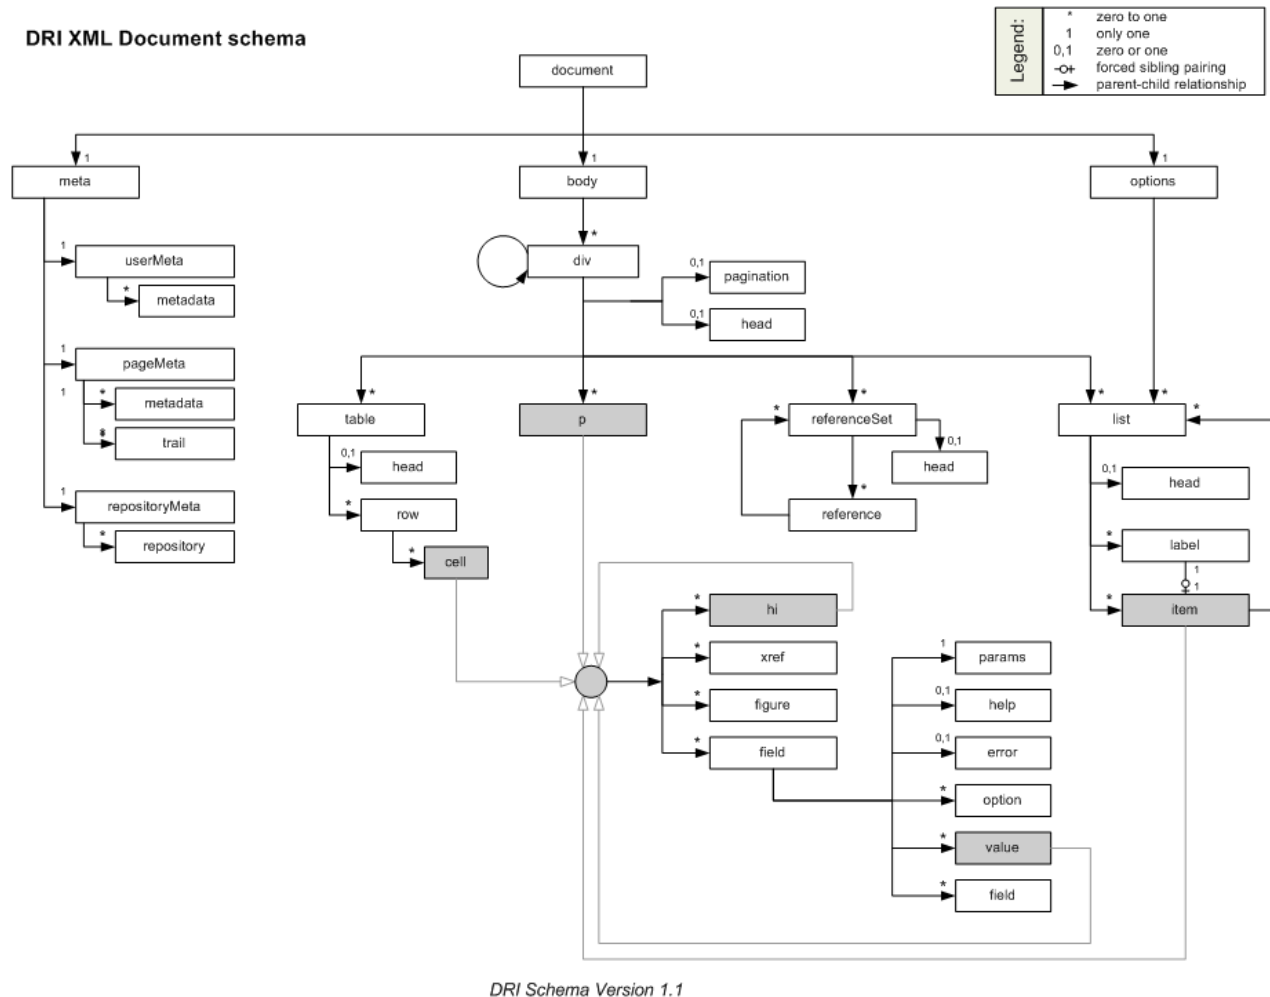 DRI XML Document schema
Legend:
* zero to one
1 only one
0,1 zero or one
forced sibling pairing
parent-child relationship
document
1
1
1
meta
body
options
1
userMeta
*
metadata
*
div
0,1
pagination
0,1
head
1
pageMeta
1
*
metadata
*
trail
*
table
*
p
*
*
referenceSet
*
*
*
list
0,1
head
0,1
head
0,1
head
1
repositoryMeta
*
repository
*
row
*
reference
*
cell
*
label
1
1
*
item
*
hi
*
xref
*
figure
*
field
1
params
0,1
help
0,1
error
*
option
*
value
*
field
DRI Schema Version 1.1